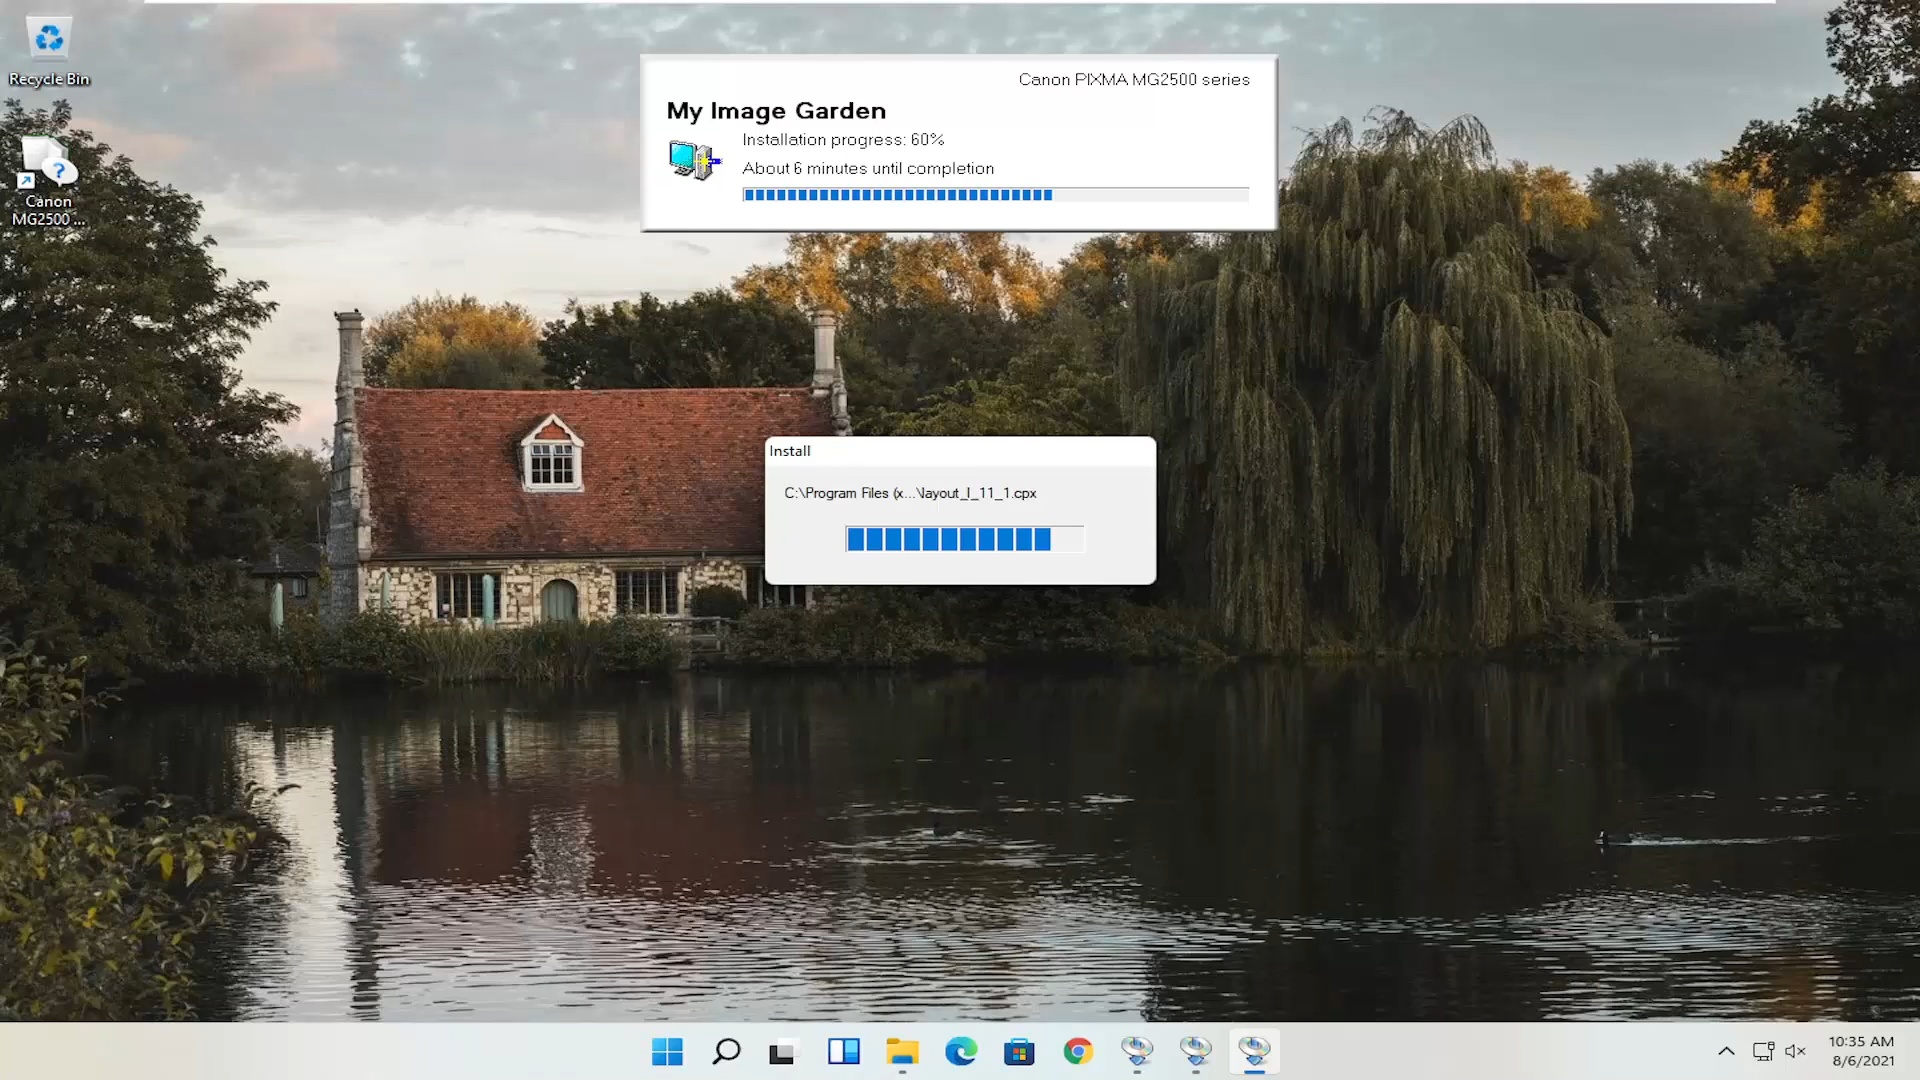 Recycle Bin
Canon
MG2500 ...
Canon PIXMA MG2500 series
My Image Garden
Installation progress: 60%
About 6 minutes until completion
Install
C:\Program Files (x...\layout_l_11_1.cpx
10:35 AM
8/6/2021